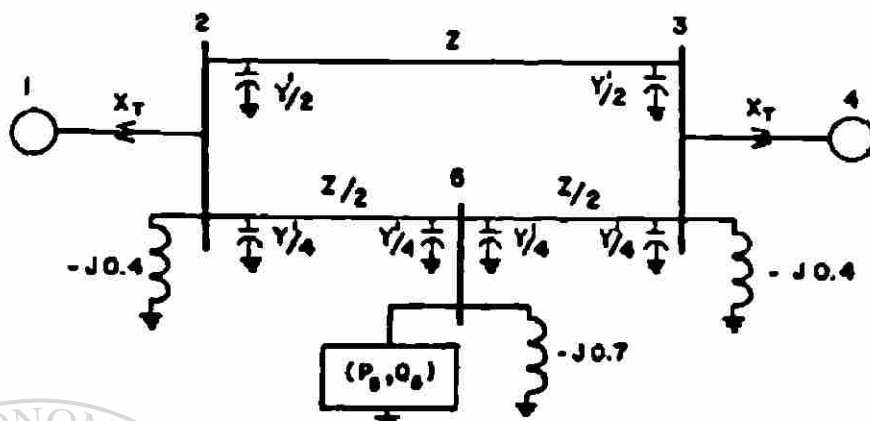 2
3
Z
1
4
Y'/2
Y'/2
X_T
X_T
Z/2
6
Z/2
Y'/4
Y'/4
Y'/4
Y'/4
-J0.4
- J0.4
-J0.7
(P_6,Q_6)